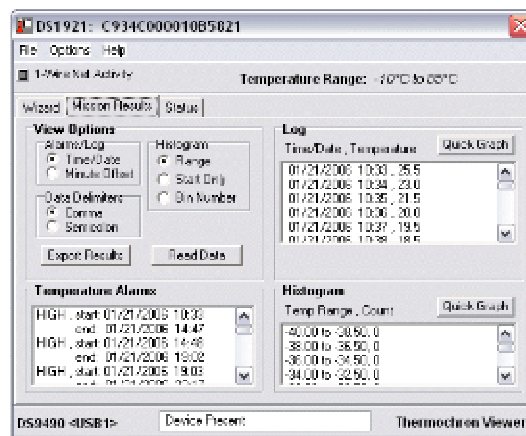 DS1921: C934C000010B5821
File Options Help
1-Wire Net Activity
Temperature Range: -40°C to 85°C
Wizard Mission Results Status
View Options
Alarms/Log
Time/Date
Minute Offset
Histogram
Range
Start Only
Bin Number
Data Delimiters
Comma
Semicolon
Export Results Read Data
Log
Time/Date , Temperature Quick Graph
01/21/2006 10:33 , 25.5
01/21/2006 10:34 , 23.0
01/21/2006 10:35 , 21.5
01/21/2006 10:36 , 20.0
01/21/2006 10:37 , 19.5
01/21/2006 10:38 , 18.5
Temperature Alarms
HIGH , start: 01/21/2006 10:33
end: 01/21/2006 14:47
HIGH , start: 01/21/2006 14:48
end: 01/21/2006 19:02
HIGH , start: 01/21/2006 19:03
Histogram
Temp Range , Count Quick Graph
-40.00 to -38.50, 0
-38.00 to -36.50, 0
-36.00 to -34.50, 0
-34.00 to -32.50, 0
DS9490 <USB1> Device Present Thermochron Viewer